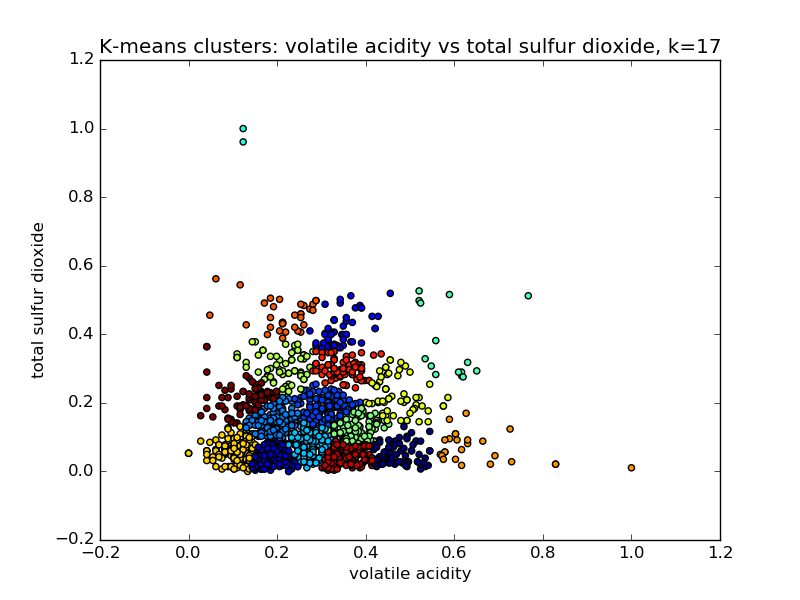 K-means clusters: volatile acidity vs total sulfur dioxide, k=17
1.2
1.0
0.8
0.6
0.4
0.2
0.0
−0.2
total sulfur dioxide
−0.2 0.0 0.2 0.4 0.6 0.8 1.0 1.2
volatile acidity